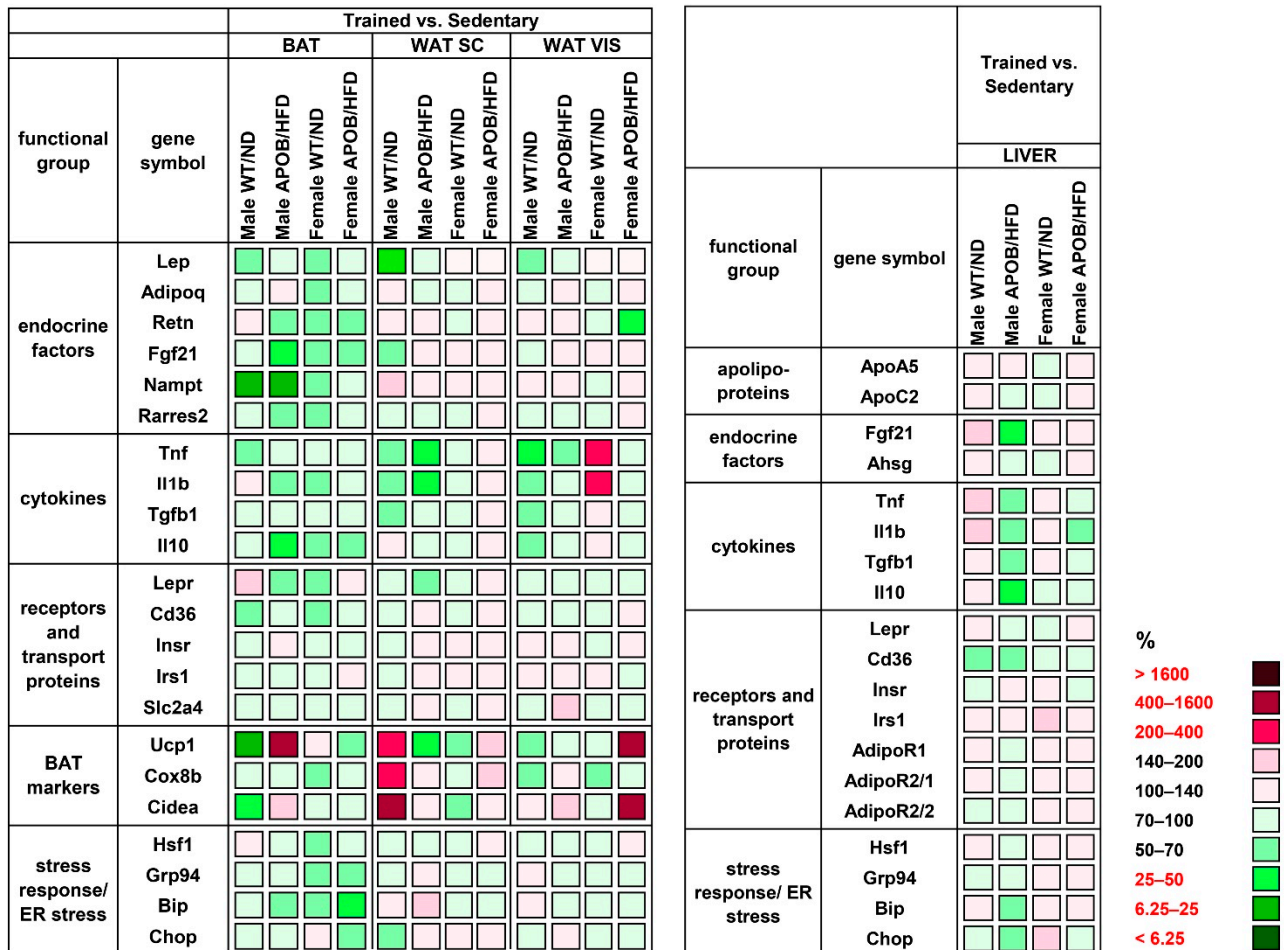 Trained vs. Sedentary
BAT WAT SC WAT VIS
functional group
gene symbol
Male WT/ND
Male APOB/HFD
Female WT/ND
Female APOB/HFD
Male WT/ND
Male APOB/HFD
Female WT/ND
Female APOB/HFD
Male WT/ND
Male APOB/HFD
Female WT/ND
Female APOB/HFD
endocrine factors
Lep
Adipoq
Retn
Fgf21
Nampt
Rarres2
cytokines
Tnf
Il1b
Tgfb1
Il10
receptors and transport proteins
Lepr
Cd36
Insr
Irs1
Slc2a4
BAT markers
Ucp1
Cox8b
Cidea
stress response/ ER stress
Hsf1
Grp94
Bip
Chop
Trained vs.
Sedentary
LIVER
functional group
gene symbol
Male WT/ND
Male APOB/HFD
Female WT/ND
Female APOB/HFD
apolipo-
proteins
ApoA5
ApoC2
endocrine factors
Fgf21
Ahsg
cytokines
Tnf
Il1b
Tgfb1
Il10
receptors and transport proteins
Lepr
Cd36
Insr
Irs1
AdipoR1
AdipoR2/1
AdipoR2/2
stress response/ ER stress
Hsf1
Grp94
Bip
Chop
%
> 1600
400–1600
200–400
140–200
100–140
70–100
50–70
25–50
6.25–25
< 6.25